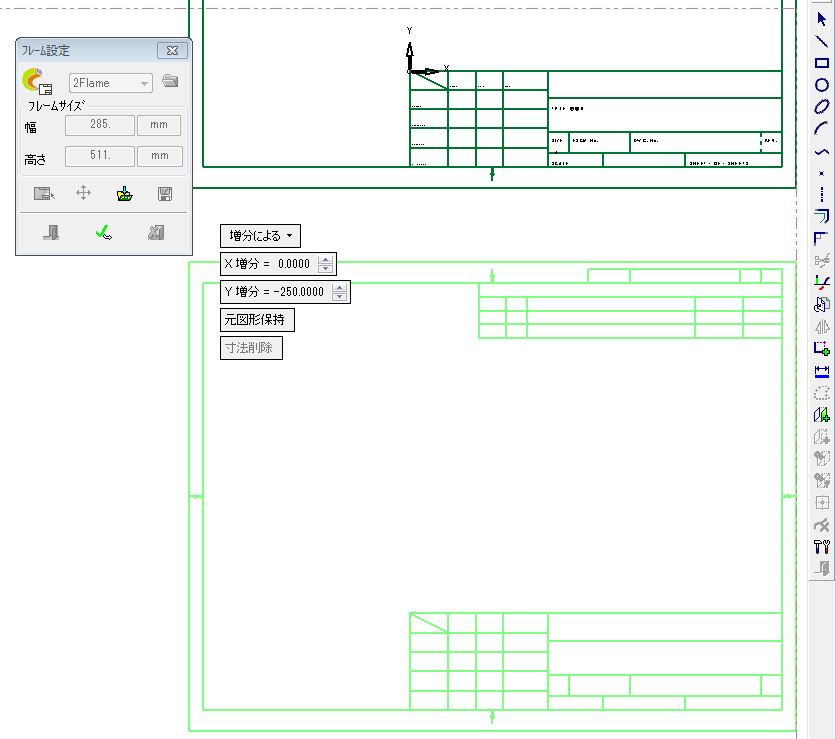 フレーム設定
2Flame
フレームサイズ
幅 285. mm
高さ 511. mm
Y
X
増分による
X 増分 = 0.0000
Y 増分 = -250.0000
元図形保持
寸法削除
SIZE
SCALE